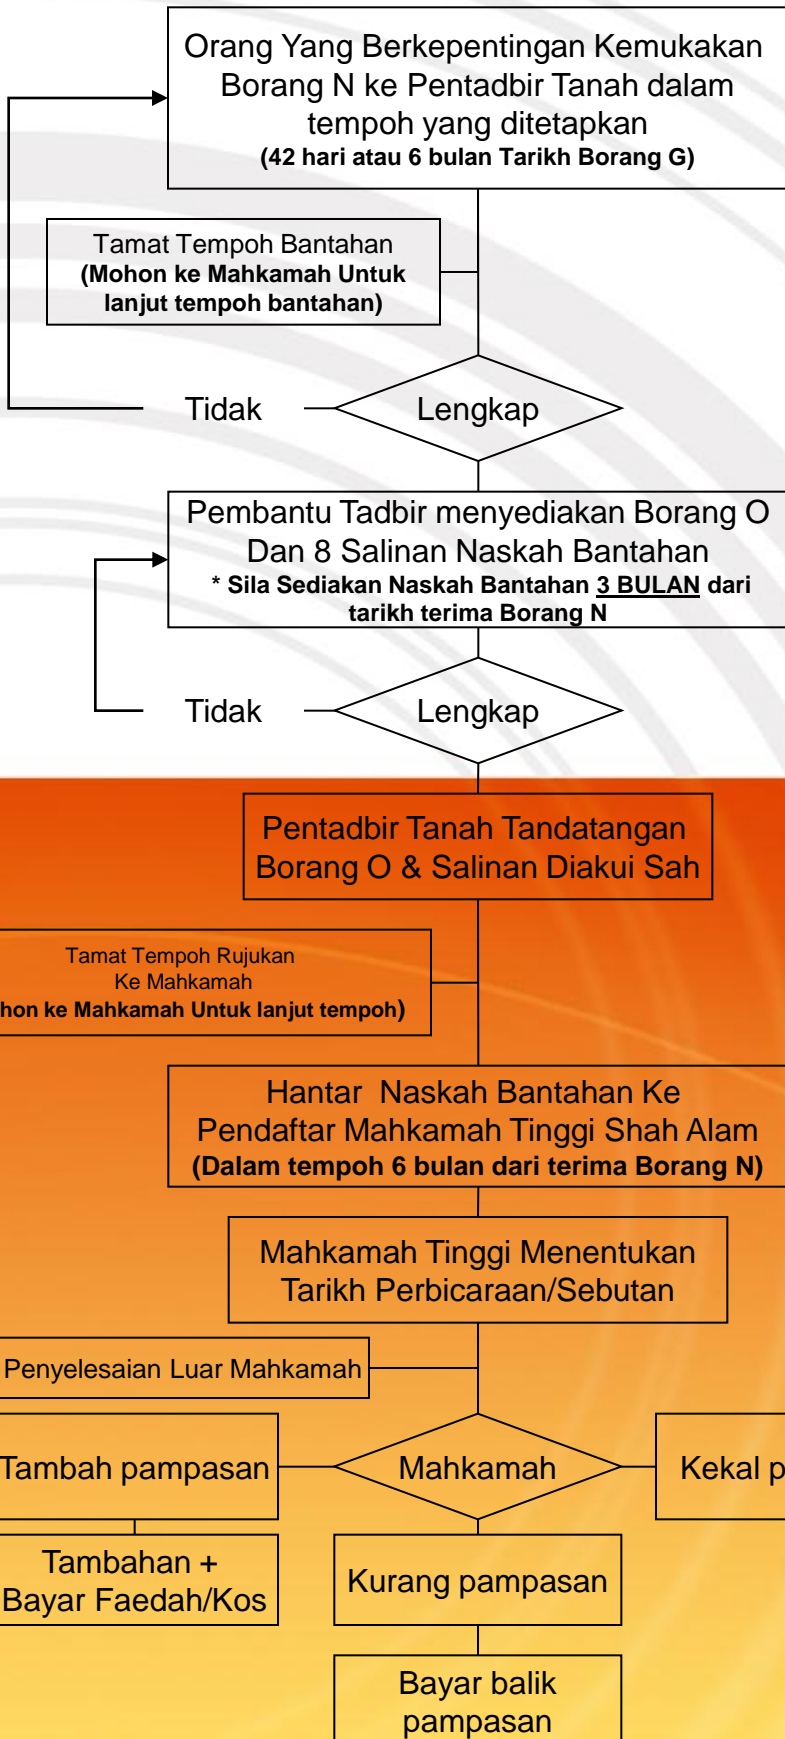 Orang Yang Berkepentingan Kemukakan
Borang N ke Pentadbir Tanah dalam
tempoh yang ditetapkan
(42 hari atau 6 bulan Tarikh Borang G)
Tamat Tempoh Bantahan
(Mohon ke Mahkamah Untuk
lanjut tempoh bantahan)
Tidak
Lengkap
Pembantu Tadbir menyediakan Borang O
Dan 8 Salinan Naskah Bantahan
* Sila Sediakan Naskah Bantahan 3 BULAN dari
tarikh terima Borang N
Tidak
Lengkap
Pentadbir Tanah Tandatangan
Borang O & Salinan Diakui Sah
Tamat Tempoh Rujukan
Ke Mahkamah
hon ke Mahkamah Untuk lanjut tempoh)
Hantar Naskah Bantahan Ke
Pendaftar Mahkamah Tinggi Shah Alam
(Dalam tempoh 6 bulan dari terima Borang N)
Mahkamah Tinggi Menentukan
Tarikh Perbicaraan/Sebutan
Penyelesaian Luar Mahkamah
Tambah pampasan
Mahkamah
Kekal p
Tambahan +
Bayar Faedah/Kos
Kurang pampasan
Bayar balik
pampasan